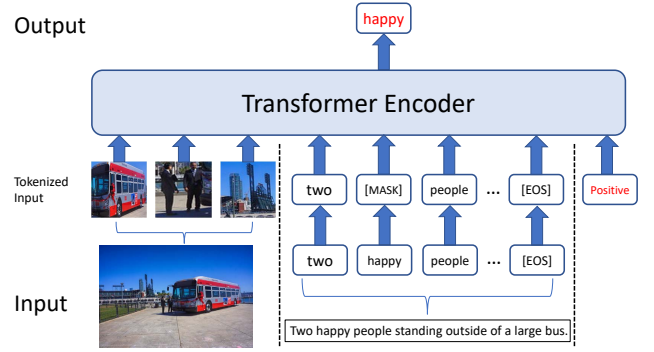 Output
happy
Transformer Encoder
Tokenized
Input
two
[MASK]
people
...
[EOS]
Positive
two
happy
people
...
[EOS]
Input
Two happy people standing outside of a large bus.